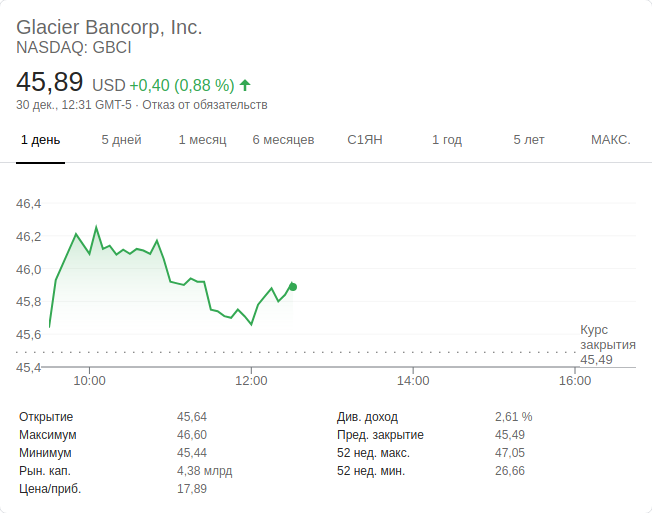 Glacier Bancorp, Inc.
NASDAQ: GBCI
45,89 USD +0,40 (0,88 %)
30 дек., 12:31 GMT-5 · Отказ от обязательств
1 день 5 дней 1 месяц 6 месяцев С1ЯН 1 год 5 лет МАКС.
46,4
46,2
46,0
45,8
45,6
45,4
Курс
закрытия
45,49
10:00 12:00 14:00 16:00
Открытие 45,64 Див. доход 2,61 %
Максимум 46,60 Пред. закрытие 45,49
Минимум 45,44 52 нед. макс. 47,05
Рын. кап. 4,38 млрд 52 нед. мин. 26,66
Цена/приб. 17,89